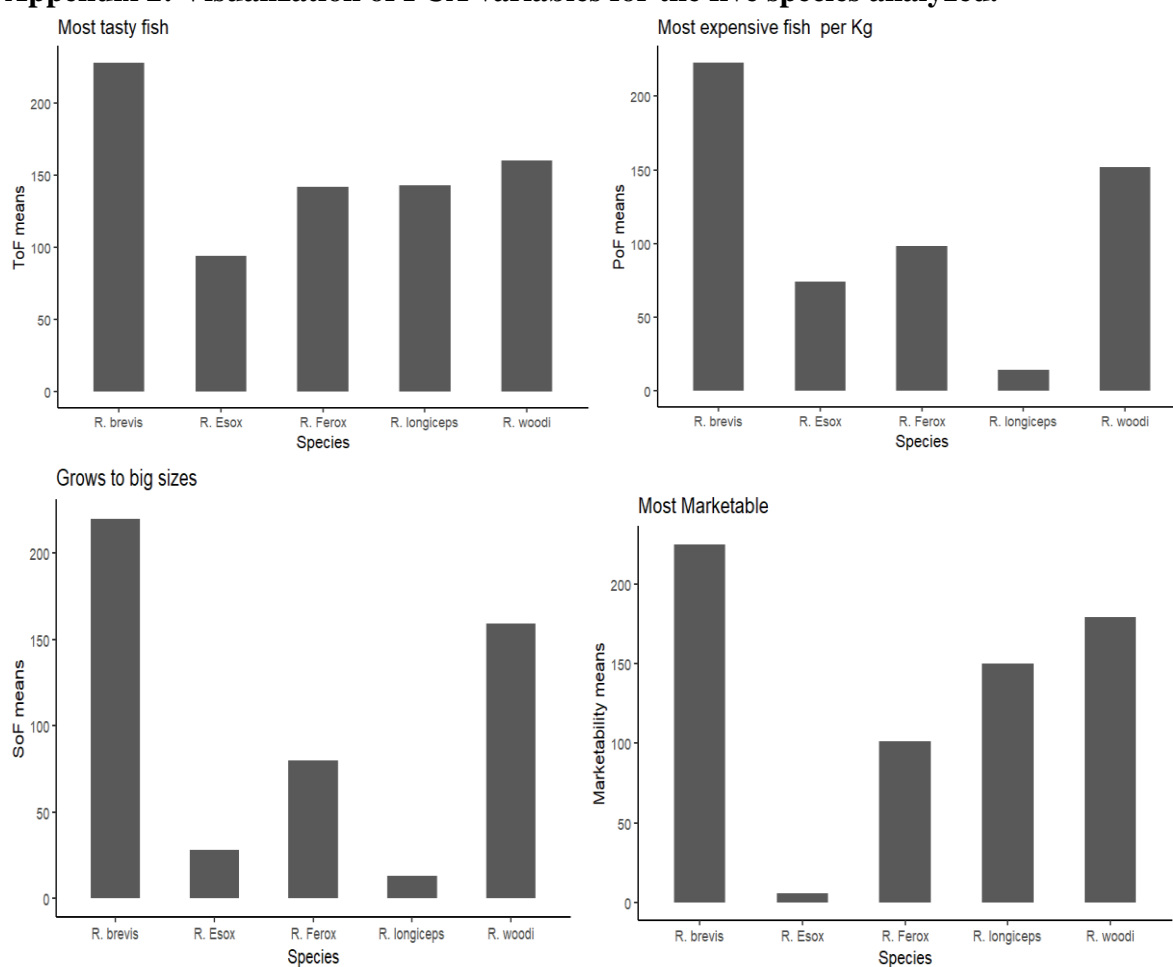 Visualization of PCA variables for the five species analyzed.
Most tasty fish
ToF means
200
150
100
50
0
R. brevis R. Esox R. Ferox R. longiceps R. woodi
Species
Most expensive fish per Kg
PoF means
200
150
100
50
0
R. brevis R. Esox R. Ferox R. longiceps R. woodi
Species
Grows to big sizes
SoF means
200
150
100
50
0
R. brevis R. Esox R. Ferox R. longiceps R. woodi
Species
Most Marketable
Marketability means
200
150
100
50
0
R. brevis R. Esox R. Ferox R. longiceps R. woodi
Species